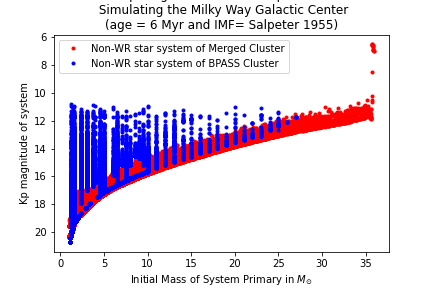 Simulating the Milky Way Galactic Center
(age = 6 Myr and IMF= Salpeter 1955)
Non-WR star system of Merged Cluster
Non-WR star system of BPASS Cluster
Kp magnitude of system
6
8
10
12
14
16
18
20
0 5 10 15 20 25 30 35
Initial Mass of System Primary in M☉